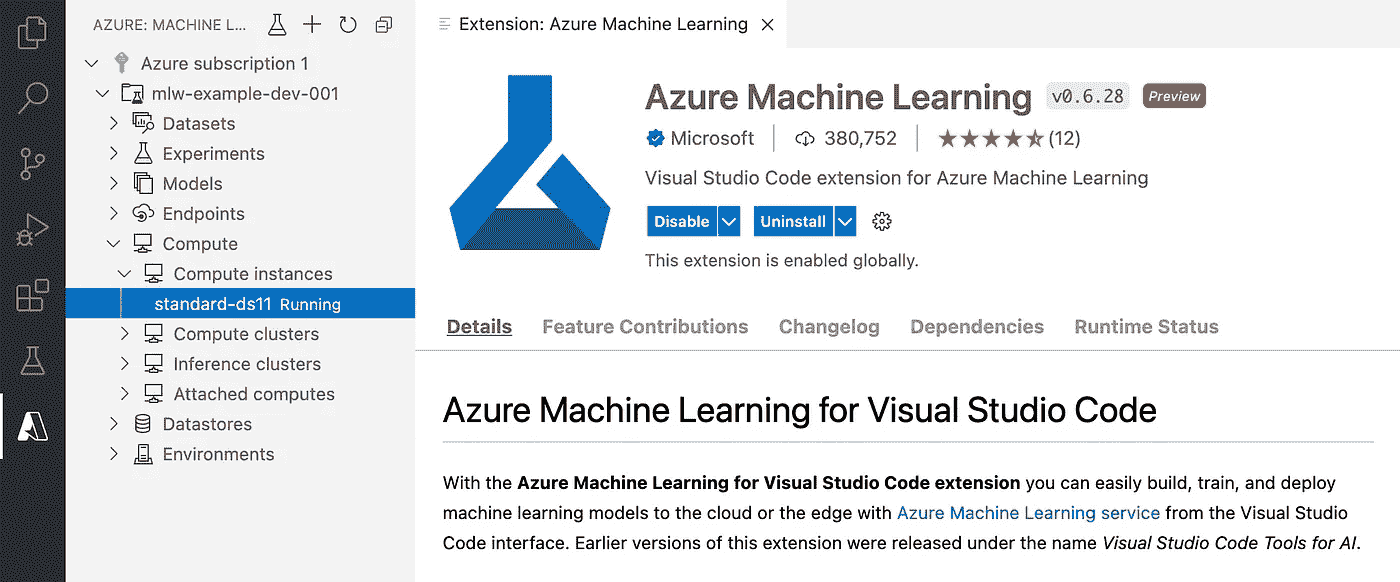 AZURE: MACHINE L...
Azure subscription 1
mlw-example-dev-001
Datasets
Experiments
Models
Endpoints
Compute
Compute instances
standard-ds11 Running
Compute clusters
Inference clusters
Attached computes
Datastores
Environments
Extension: Azure Machine Learning
Azure Machine Learning v0.6.28 Preview
Microsoft 380,752 (12)
Visual Studio Code extension for Azure Machine Learning
Disable Uninstall
This extension is enabled globally.
Details Feature Contributions Changelog Dependencies Runtime Status
Azure Machine Learning for Visual Studio Code
With the Azure Machine Learning for Visual Studio Code extension you can easily build, train, and deploy
machine learning models to the cloud or the edge with Azure Machine Learning service from the Visual Studio
Code interface. Earlier versions of this extension were released under the name Visual Studio Code Tools for AI.